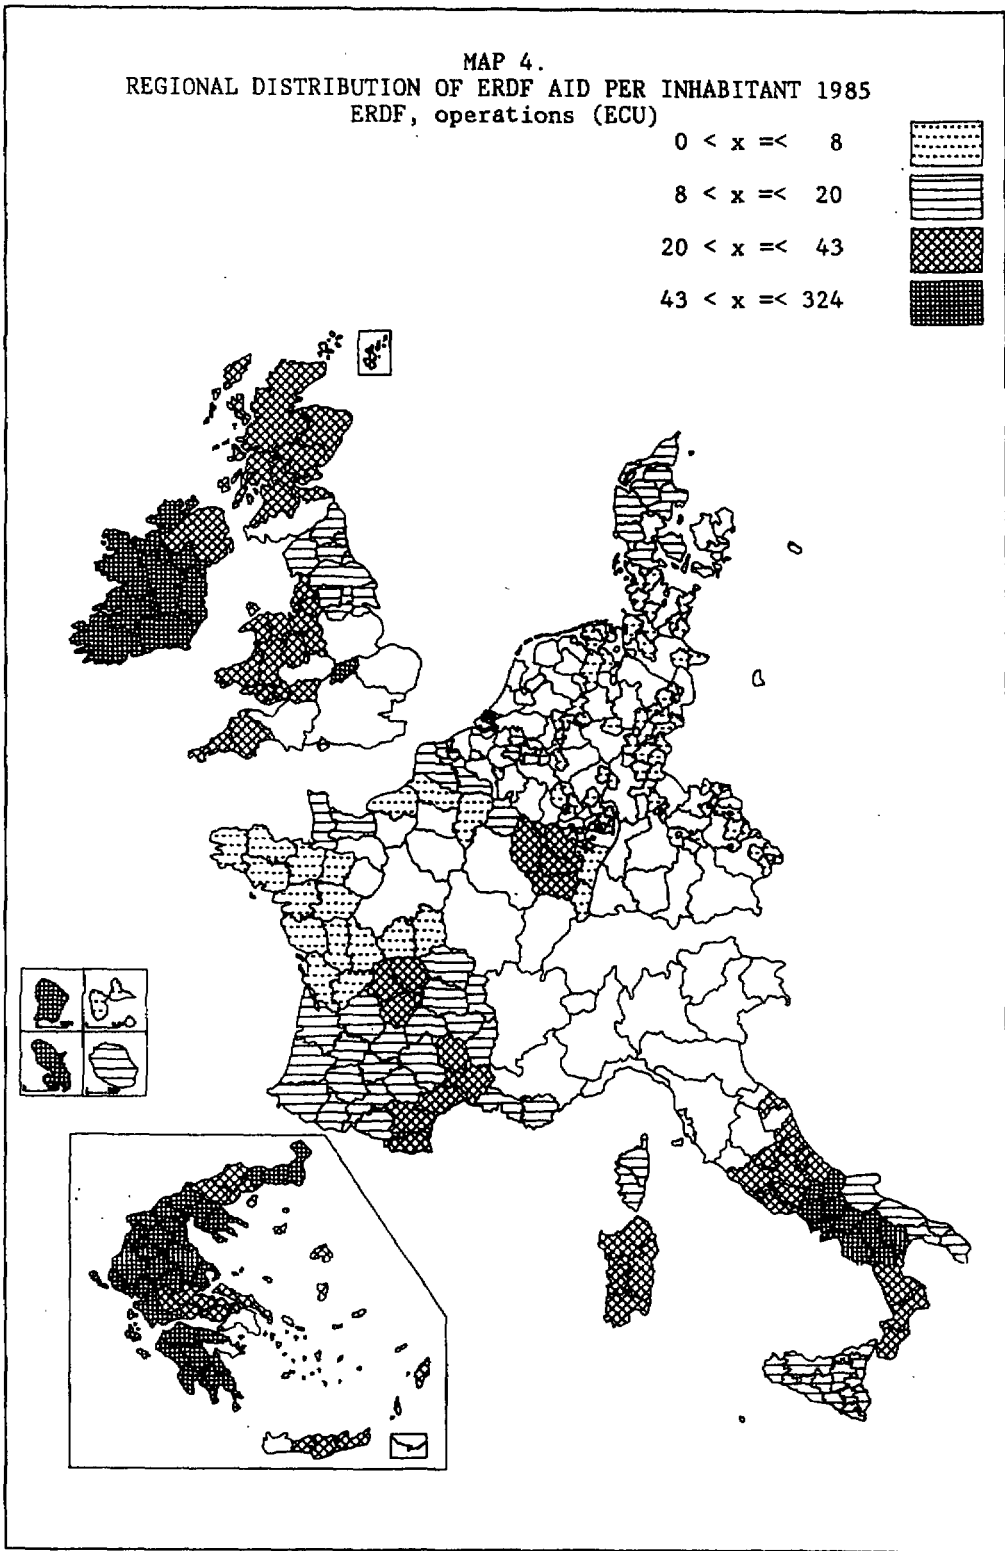 MAP 4.
REGIONAL DISTRIBUTION OF ERDF AID PER INHABITANT 1985
ERDF, operations (ECU)
0 < x =< 8
8 < x =< 20
20 < x =< 43
43 < x =< 324